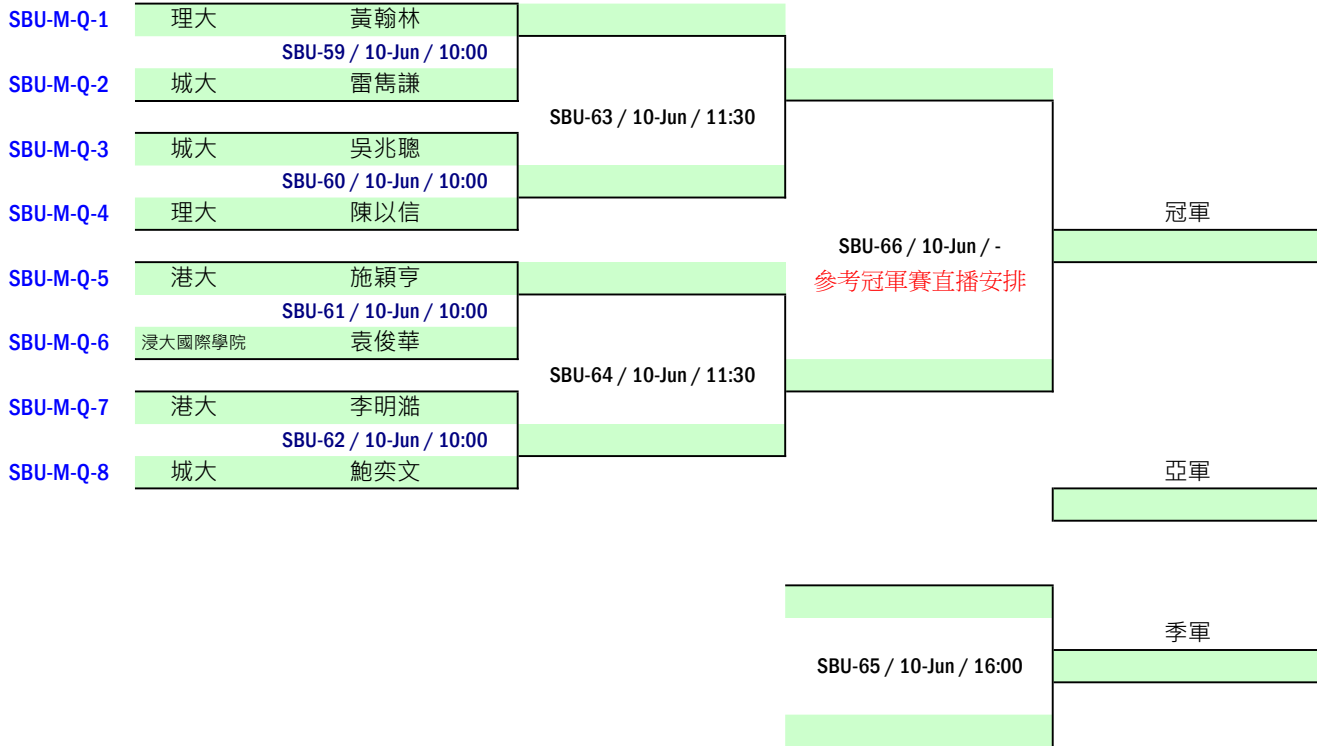 SBU-M-Q-1 理大 黃翰林
SBU-59 / 10-Jun / 10:00
SBU-M-Q-2 城大 雷雋謙
SBU-63 / 10-Jun / 11:30
SBU-M-Q-3 城大 吳兆聰
SBU-60 / 10-Jun / 10:00
SBU-M-Q-4 理大 陳以信
冠軍
SBU-66 / 10-Jun / -
參考冠軍賽直播安排
SBU-M-Q-5 港大 施穎亨
SBU-61 / 10-Jun / 10:00
SBU-M-Q-6 浸大國際學院 袁俊華
SBU-64 / 10-Jun / 11:30
SBU-M-Q-7 港大 李明澔
SBU-62 / 10-Jun / 10:00
SBU-M-Q-8 城大 鮑奕文
亞軍
季軍
SBU-65 / 10-Jun / 16:00